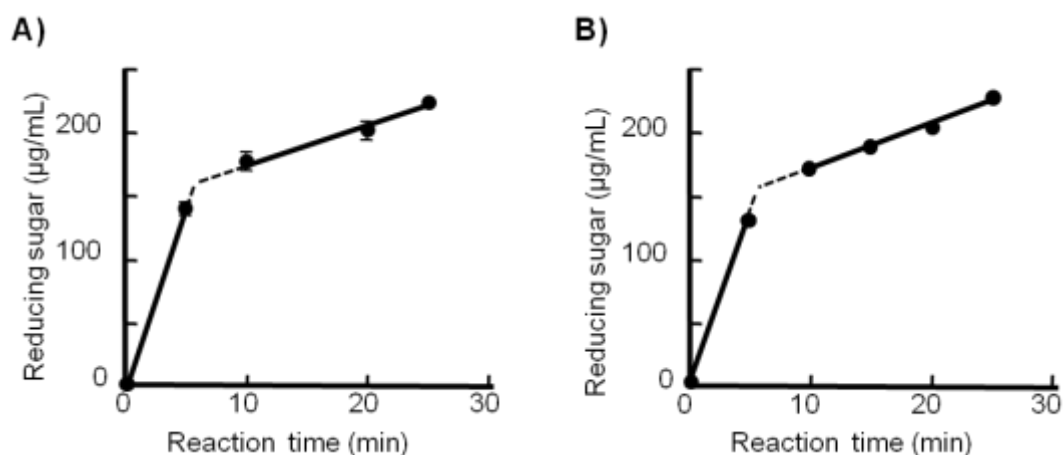 A)
Reducing sugar (µg/mL)
200
100
0
0 10 20 30
Reaction time (min)
B)
Reducing sugar (µg/mL)
200
100
0
0 10 20 30
Reaction time (min)